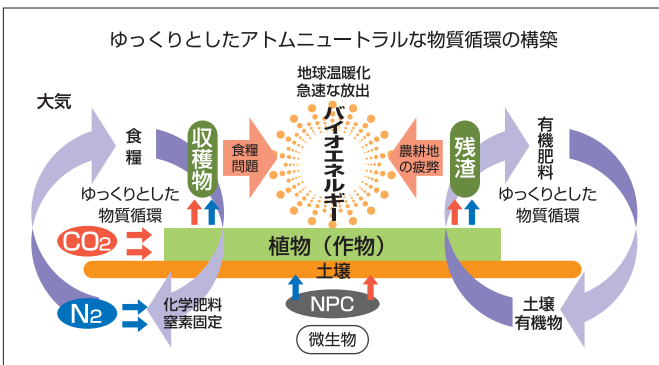 ゆっくりとしたアトムニュートラルな物質循環の構築
大気
地球温暖化
急速な放出
バイオエネルギー
食糧
収穫物
食糧
問題
農耕地
の疲弊
残渣
有機肥料
ゆっくりとした
物質循環
ゆっくりとした
物質循環
CO2
植物(作物)
土壌
N2
化学肥料
窒素固定
NPC
微生物
土壌
有機物